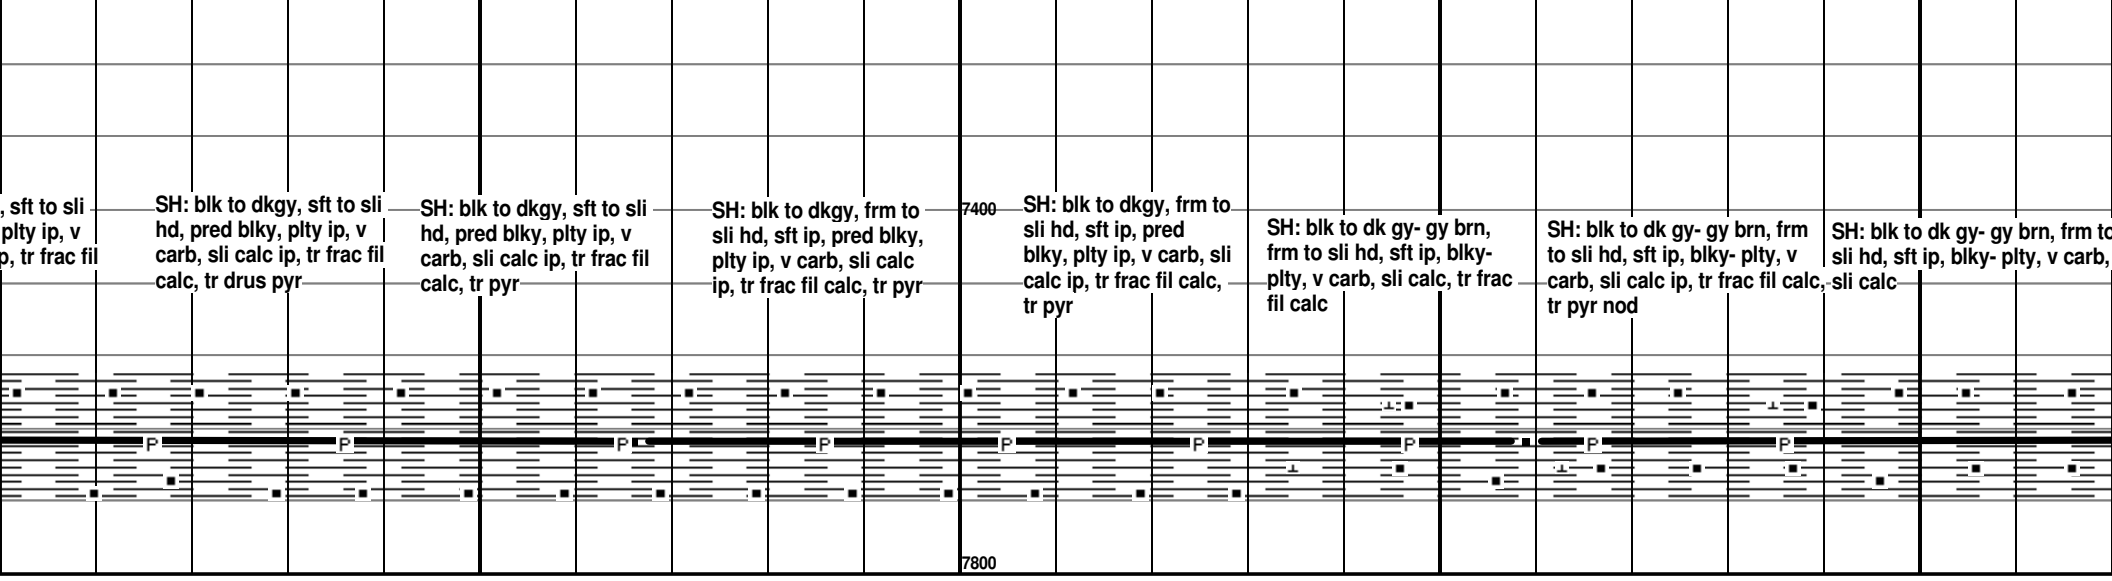 , sft to sli
plty ip, v
p, tr frac fil
SH: blk to dkgy, sft to sli
hd, pred blky, plty ip, v
carb, sli calc ip, tr frac fil
calc, tr drus pyr
SH: blk to dkgy, sft to sli
hd, pred blky, plty ip, v
carb, sli calc ip, tr frac fil
calc, tr pyr
SH: blk to dkgy, frm to
sli hd, sft ip, pred blky,
plty ip, v carb, sli calc
ip, tr frac fil calc, tr pyr
7400
SH: blk to dkgy, frm to
sli hd, sft ip, pred
blky, plty ip, v carb, sli
calc ip, tr frac fil calc,
tr pyr
SH: blk to dk gy- gy brn,
frm to sli hd, sft ip, blky-
plty, v carb, sli calc, tr frac
fil calc
SH: blk to dk gy- gy brn, frm
to sli hd, sft ip, blky- plty, v
carb, sli calc ip, tr frac fil calc,
tr pyr nod
SH: blk to dk gy- gy brn, frm to
sli hd, sft ip, blky- plty, v carb,
sli calc
P P P P P P P P P
7800